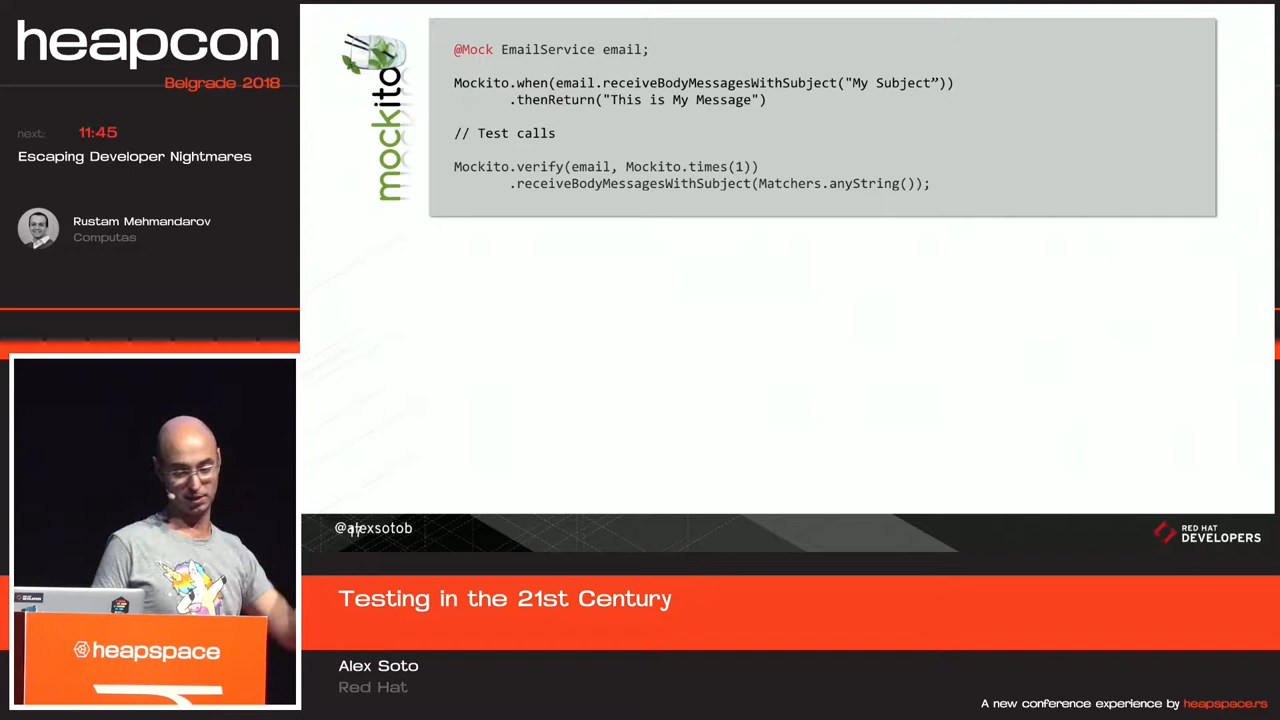 heapcon
Belgrade 2018
next: 11:45
Escaping Developer Nightmares
Rustam Mehmandarov
Computas
mockito
@Mock EmailService email;
Mockito.when(email.receiveBodyMessagesWithSubject("My Subject”))
.thenReturn("This is My Message")
// Test calls
Mockito.verify(email, Mockito.times(1))
.receiveBodyMessagesWithSubject(Matchers.anyString());
@alexsotob
17
RED HAT
DEVELOPERS
heapspace
Testing in the 21st Century
Alex Soto
Red Hat
A new conference experience by heapspace.rs